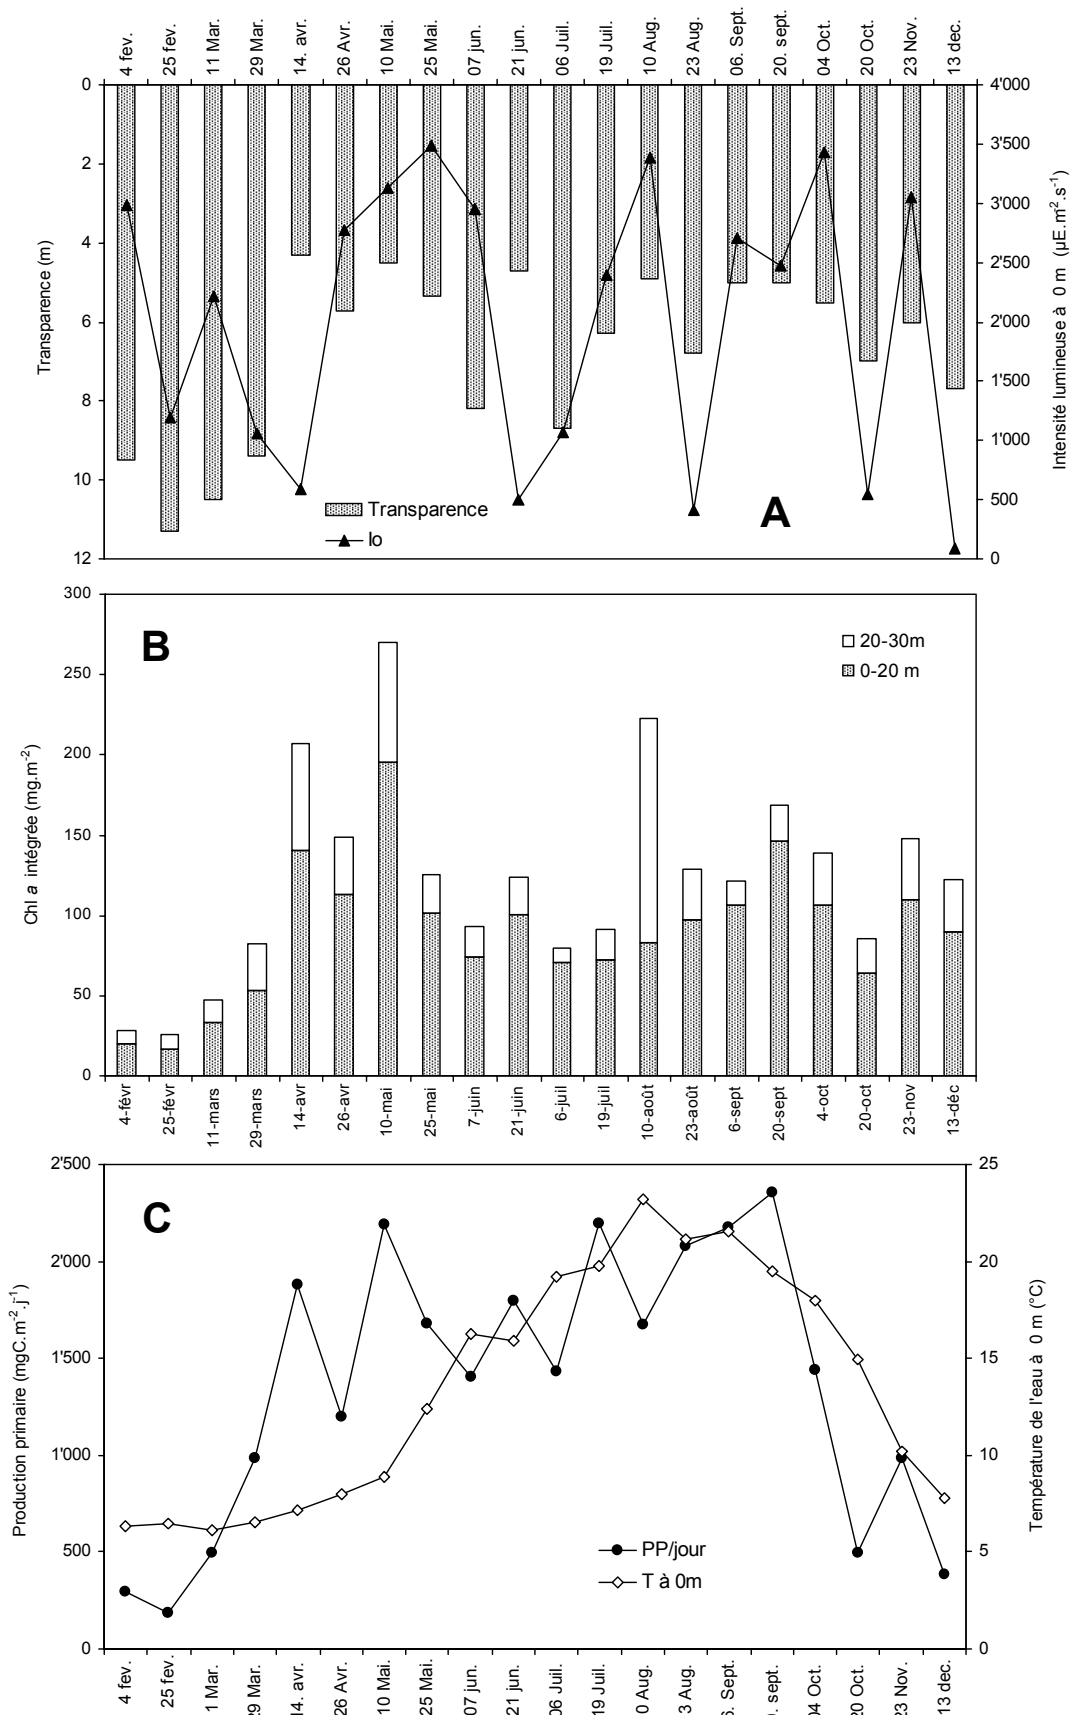 4 fev.
25 fev.
11 Mar.
29 Mar.
14. avr.
26 Avr.
10 Mai
25 Mai
07 jun.
21 jun.
06 Juil.
19 Juil
10 Aug.
23 Aug
06. Sept.
20. sept.
04 Oct.
20 Oct
23 Nov.
13 dec.
0
2
4
6
8
10
12
Transparence (m)
4'000
3'500
3'000
2'500
2'000
1'500
1'000
500
0
Intensité lumineuse à 0 m (µE.m².s⁻¹)
Transparence
Io
A
300
250
200
150
100
50
0
Chl a intégrée (mg.m⁻²)
B
20-30m
0-20 m
4-févr
25-févr
11-mars
29-mars
14-avr
26-avr
10-mai
25-mai
7-juin
21-juin
6-juil
19-juil
10-août
23-août
6-sept
20-sept
4-oct
20-oct
23-nov
13-déc
2'500
2'000
1'500
1'000
500
0
Production primaire (mgC.m⁻².j⁻¹)
C
25
20
15
10
5
0
Température de l'eau à 0 m (°C)
PP/jour
T à 0m
4 fev.
25 fev.
1 Mar.
29 Mar.
14. avr.
26 Avr.
10 Mai.
25 Mai.
07 jun.
21 jun.
06 Juil.
19 Juil.
0 Aug.
3 Aug.
6. Sept.
. sept.
04 Oct.
20 Oct.
23 Nov.
13 dec.